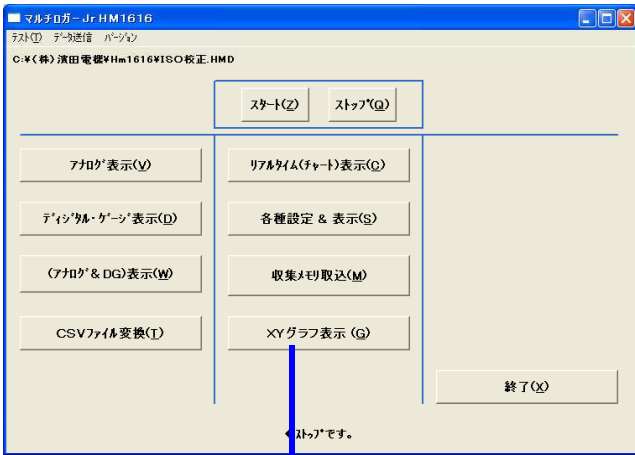 マルチロガーJr HM1616
ﾃｽﾄ(T) ﾃﾞｰﾀ送信 ﾊﾞｰｼﾞｮﾝ
C:¥(株)濱田電機¥Hm1616¥ISO校正.HMD
ｽﾀｰﾄ(Z) ｽﾄｯﾌﾟ(Q)
ｱﾅﾛｸﾞ表示(V) ﾘｱﾙﾀｲﾑ(ﾁｬｰﾄ)表示(C)
ﾃﾞｨｼﾞﾀﾙ・ｹﾞｰｼﾞ表示(D) 各種設定 & 表示(S)
(ｱﾅﾛｸﾞ& DG)表示(W) 収集ﾒﾓﾘ取込(M)
CSVﾌｧｲﾙ変換(T) XYグラフ表示 (G)
終了(X)
ｽﾄｯﾌﾟです。